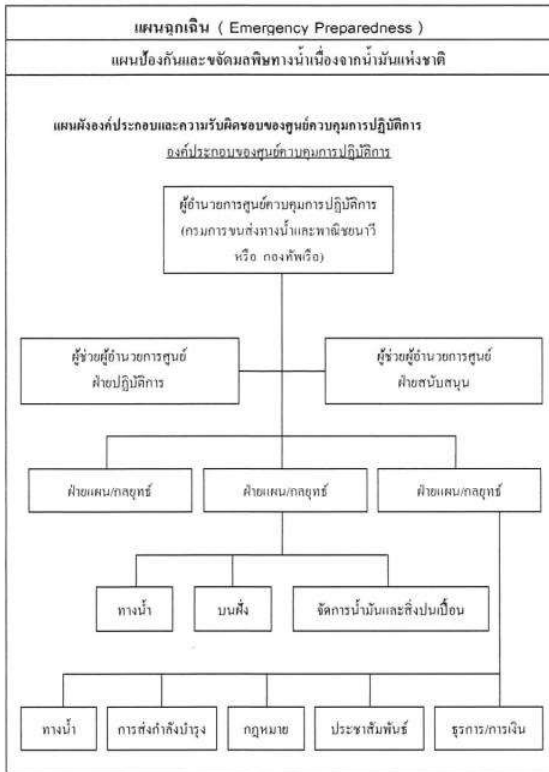 แผนฉุกเฉิน ( Emergency Preparedness )
แผนป้องกันและขจัดมลพิษทางน้ำเนื่องจากน้ำมันแห่งชาติ
แผนผังองค์ประกอบและความรับผิดชอบของศูนย์ควบคุมการปฏิบัติการ
องค์ประกอบของศูนย์ควบคุมการปฏิบัติการ
ผู้อำนวยการศูนย์ควบคุมการปฏิบัติการ
(กรมการขนส่งทางน้ำและพาณิชยนาวี
หรือ กองทัพเรือ)
ผู้ช่วยผู้อำนวยการศูนย์
ฝ่ายปฏิบัติการ
ผู้ช่วยผู้อำนวยการศูนย์
ฝ่ายสนับสนุน
ฝ่ายแผน/กลยุทธ์
ฝ่ายแผน/กลยุทธ์
ฝ่ายแผน/กลยุทธ์
ทางน้ำ
บนฝั่ง
จัดการน้ำมันและสิ่งปนเปื้อน
ทางน้ำ
การส่งกำลังบำรุง
กฎหมาย
ประชาสัมพันธ์
ธุรการ/การเงิน